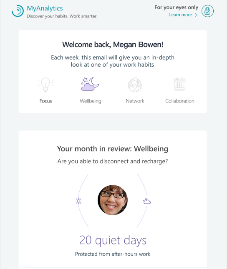 MyAnalytics
Discover your habits. Work smarter.
For your eyes only
Learn more >
Welcome back, Megan Bowen!
Each week, this email will give you an in-depth
look at one of your work habits
Focus
Wellbeing
Network
Collaboration
Your month in review: Wellbeing
Are you able to disconnect and recharge?
20 quiet days
Protected from after-hours work